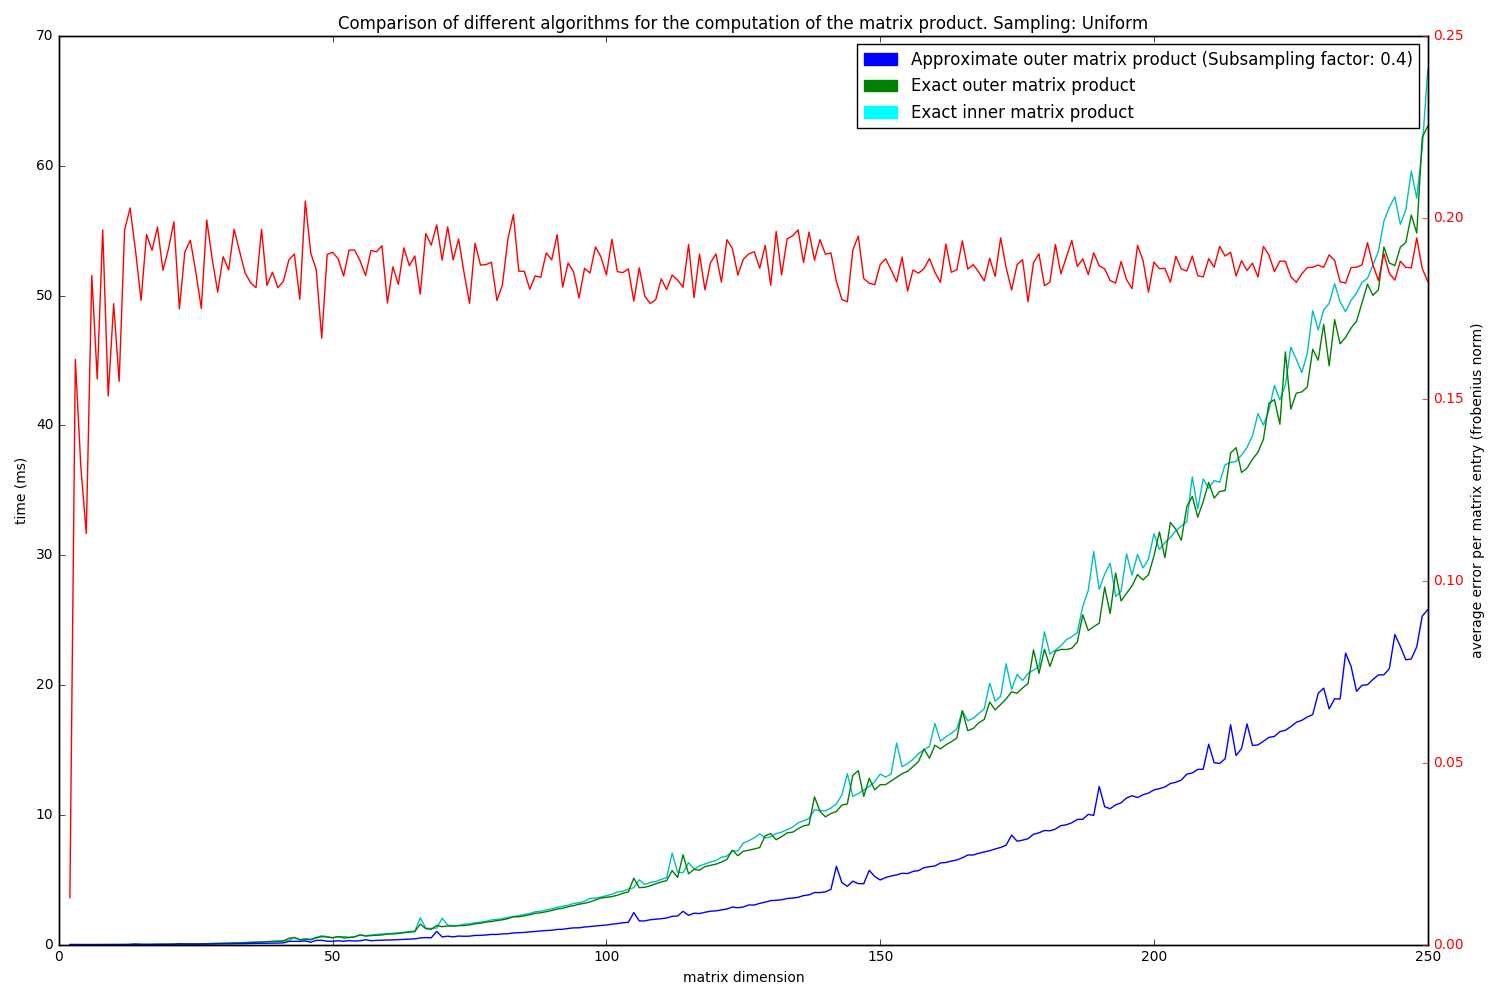 Comparison of different algorithms for the computation of the matrix product. Sampling: Uniform
Approximate outer matrix product (Subsampling factor: 0.4)
Exact outer matrix product
Exact inner matrix product
70
60
50
40
30
20
10
0
time (ms)
0.25
0.20
0.15
0.10
0.05
0.00
average error per matrix entry (frobenius norm)
0 50 100 150 200 250
matrix dimension